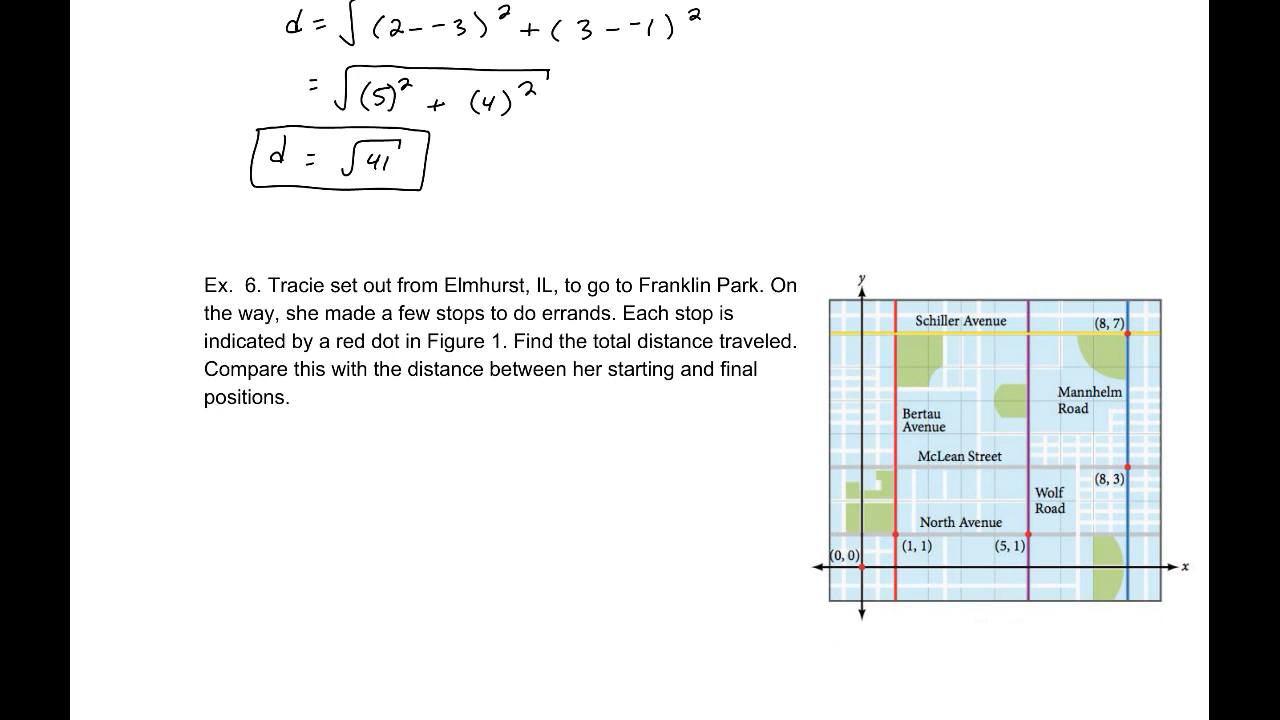 d = √(2--3)² + (3--1)²
= √(5)² + (4)²
d = √41
Ex. 6. Tracie set out from Elmhurst, IL, to go to Franklin Park. On
the way, she made a few stops to do errands. Each stop is
indicated by a red dot in Figure 1. Find the total distance traveled.
Compare this with the distance between her starting and final
positions.
y
Schiller Avenue
(8, 7)
Mannhelm
Road
Bertau
Avenue
McLean Street
(8, 3)
Wolf
Road
North Avenue
(1, 1)
(5, 1)
(0, 0)
x